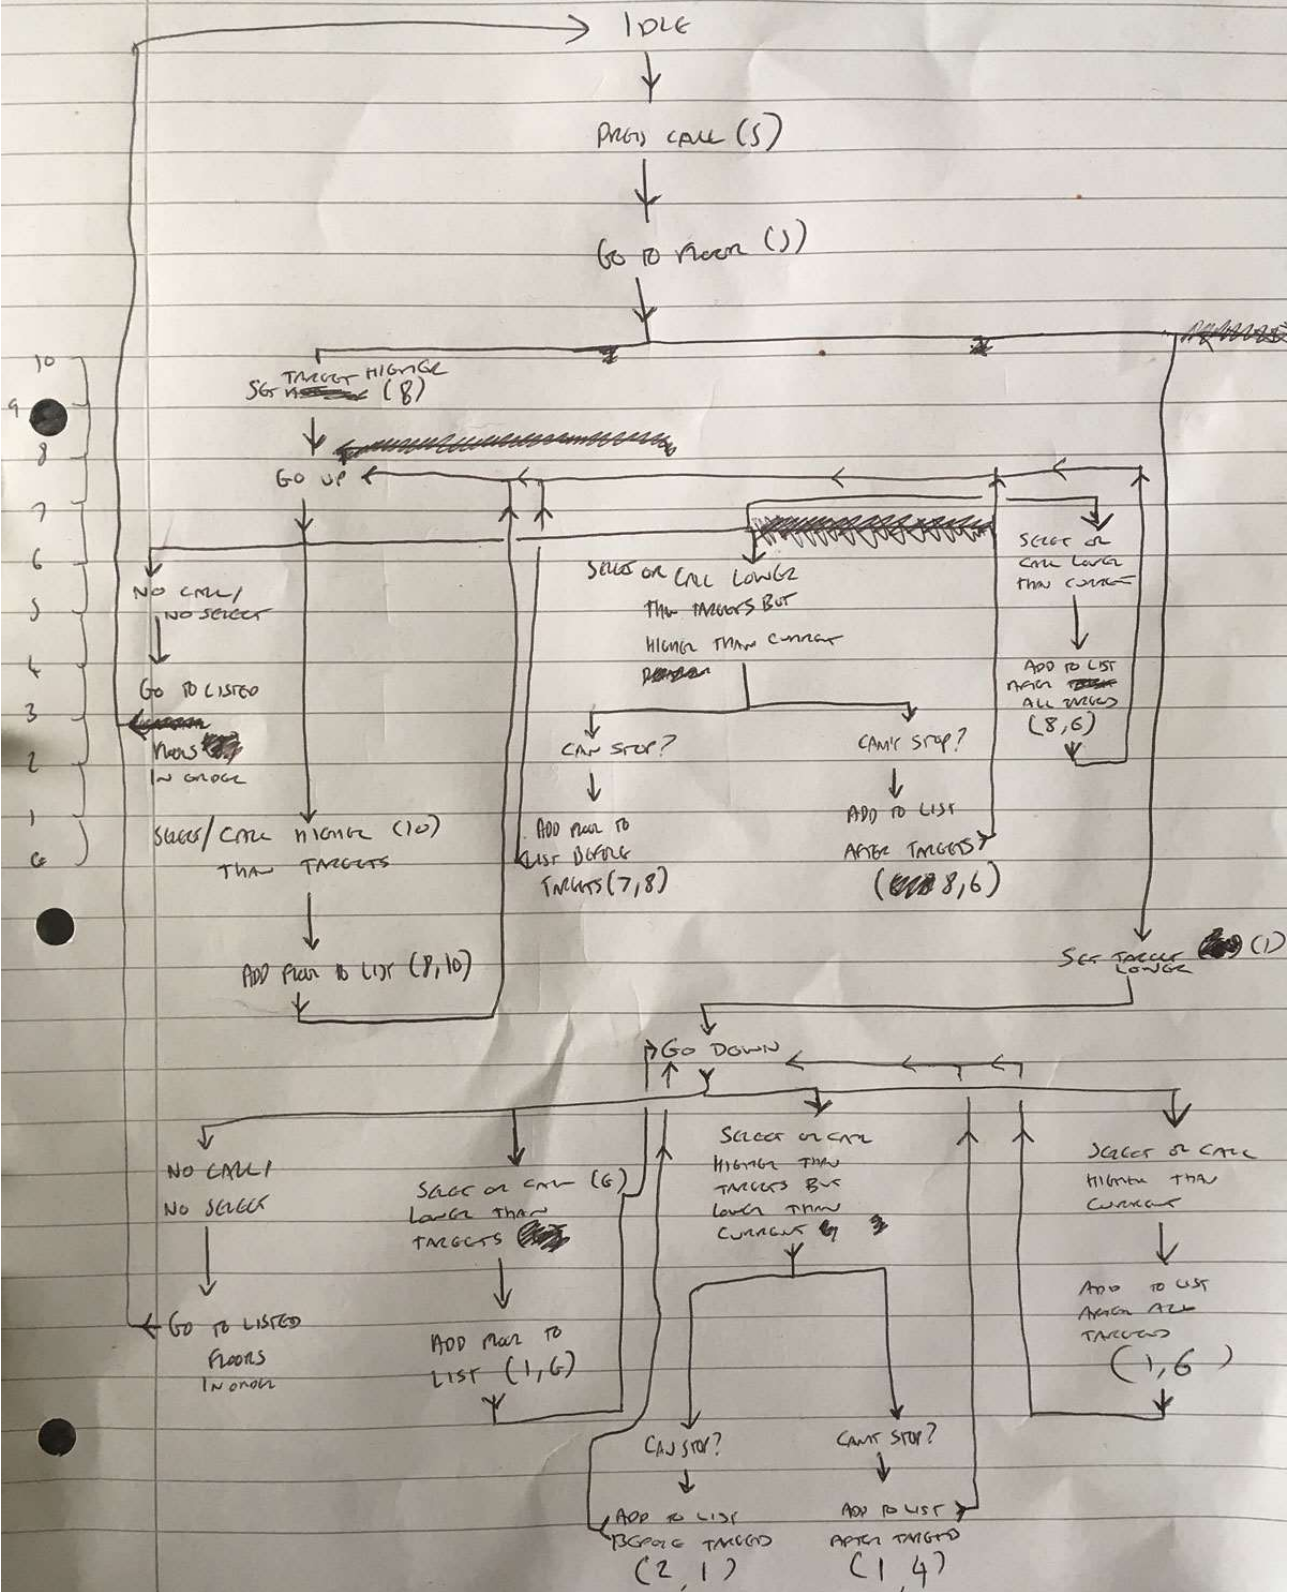 IDLE
PRESS CALL (5)
GO TO FLOOR (5)
10
9
8
7
6
5
4
3
2
1
G
TARGET HIGHER
SET (8)
GO UP
NO CALL/
NO SELECT
GO TO LISTED
FLOORS
IN ORDER
SELECT/CALL HIGHER (10)
THAN TARGETS
ADD FLOOR TO LIST (8,10)
SELECT OR CALL LOWER
THAN TARGETS BUT
HIGHER THAN CURRENT
CAN STOP?
ADD FLOOR TO
LIST BEFORE
TARGETS (7,8)
CAN'T STOP?
ADD TO LIST
AFTER TARGETS
(8,6)
SELECT OR
CALL LOWER
THAN CURRENT
ADD TO LIST
AFTER
ALL TARGETS
(8,6)
SET TARGET (1)
LOWER
GO DOWN
NO CALL/
NO SELECT
GO TO LISTED
FLOORS
IN ORDER
SELECT OR CALL (G)
LOWER THAN
TARGETS
ADD FLOOR TO
LIST (1,G)
SELECT OR CALL
HIGHER THAN
TARGETS BUT
LOWER THAN
CURRENT
CAN STOP?
ADD TO LIST
BEFORE TARGETS
(2,1)
CAN'T STOP?
ADD TO LIST
AFTER TARGETS
(1,4)
SELECT OR CALL
HIGHER THAN
CURRENT
ADD TO LIST
AFTER ALL
TARGETS
(1,6)